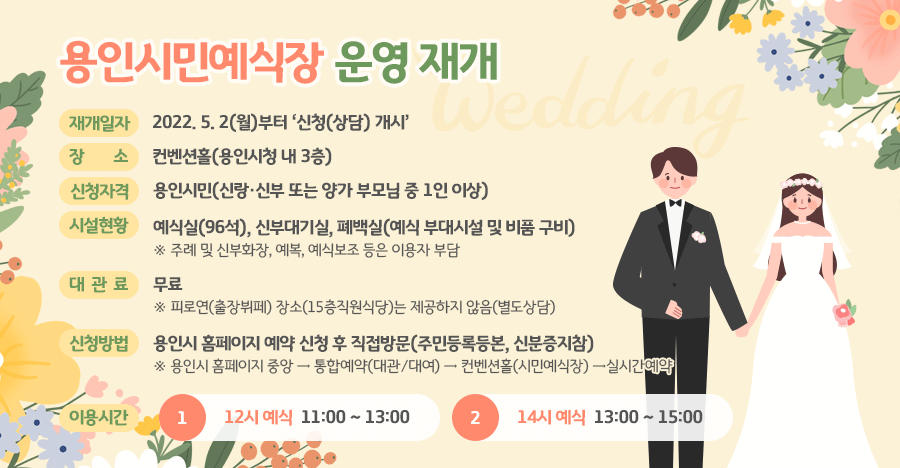 용인시민예식장 운영 재개
Wedding
재개일자 2022. 5. 2(월)부터 ‘신청(상담) 개시’
장 소 컨벤션홀(용인시청 내 3층)
신청자격 용인시민(신랑·신부 또는 양가 부모님 중 1인 이상)
시설현황 예식실(96석), 신부대기실, 폐백실(예식 부대시설 및 비품 구비)
※ 주례 및 신부화장, 예복, 예식보조 등은 이용자 부담
대 관 료 무료
※ 피로연(출장뷔페) 장소(15층직원식당)는 제공하지 않음(별도상담)
신청방법 용인시 홈페이지 예약 신청 후 직접방문(주민등록등본, 신분증지참)
※ 용인시 홈페이지 중앙 → 통합예약(대관/대여) → 컨벤션홀(시민예식장) →실시간예약
이용시간 1 12시 예식 11:00 ~ 13:00 2 14시 예식 13:00 ~ 15:00